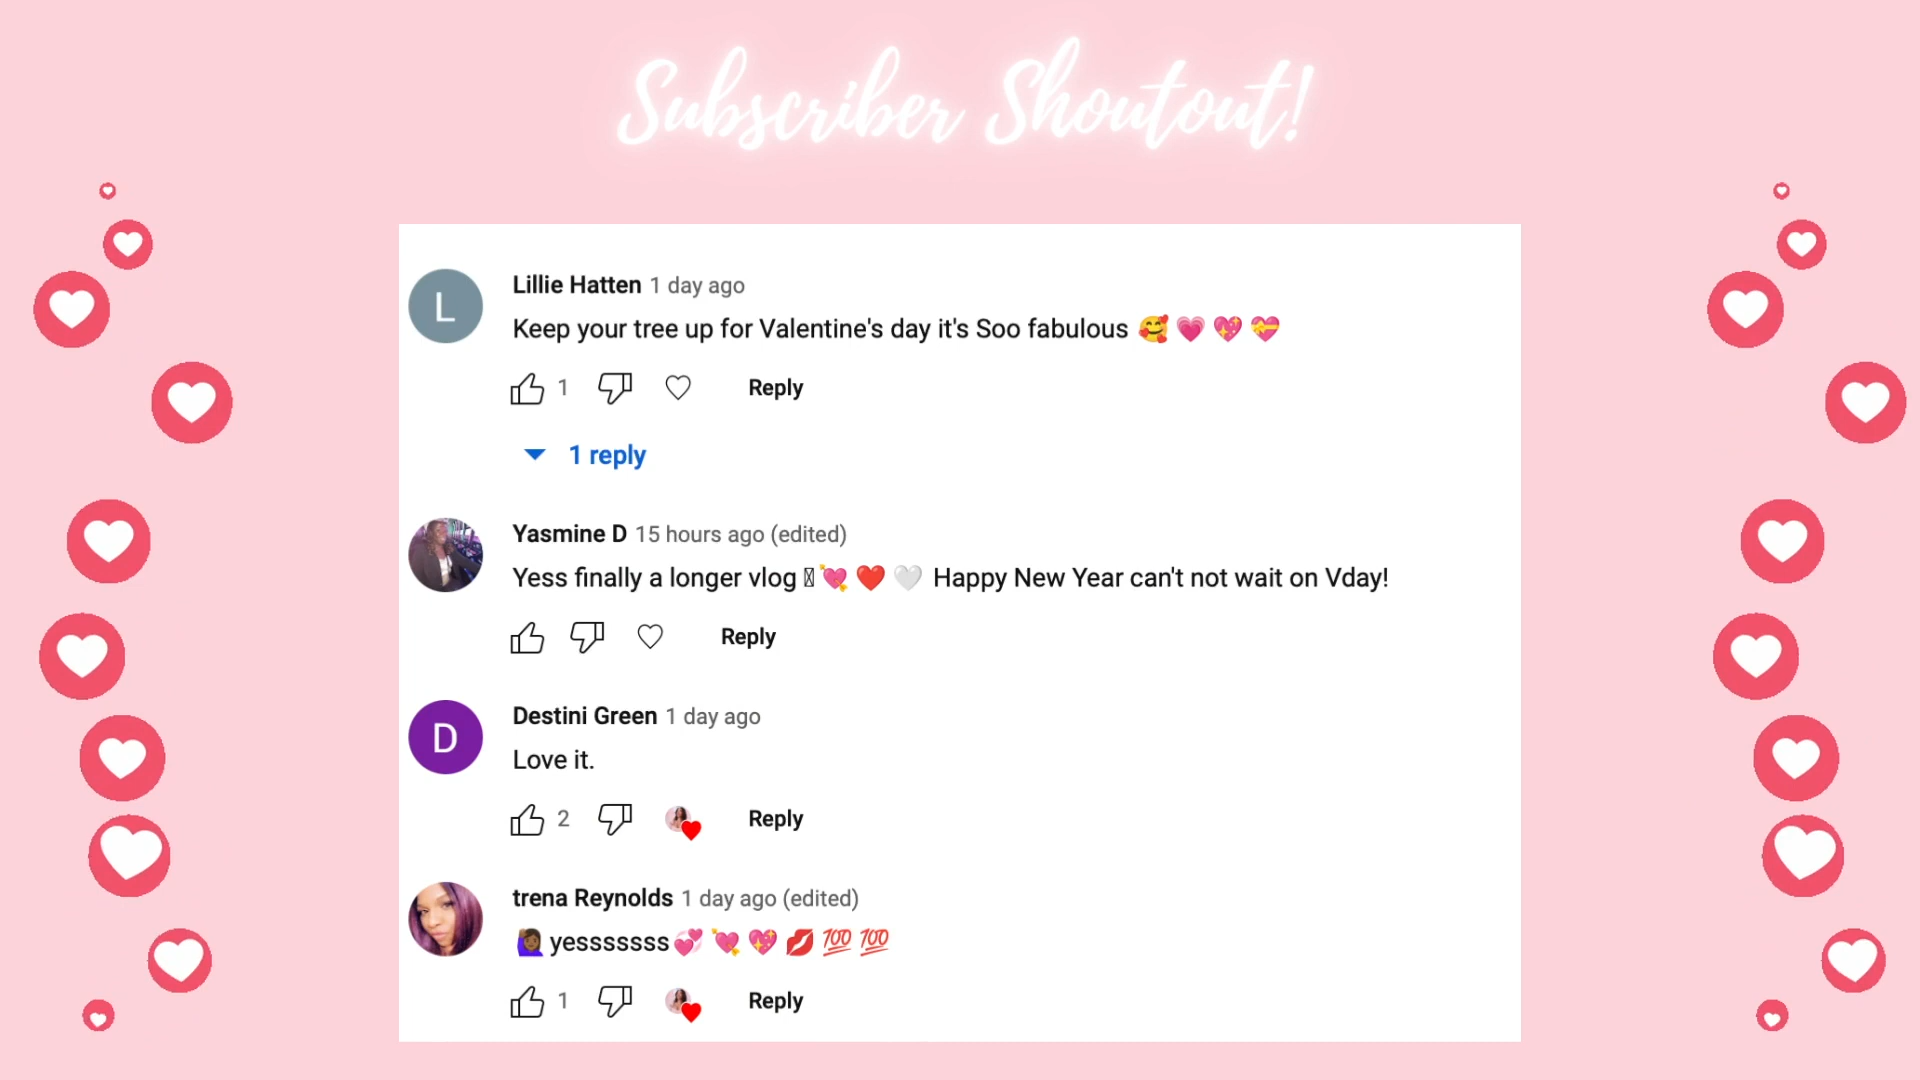 Subscriber Shoutout!
L
Lillie Hatten 1 day ago
Keep your tree up for Valentine's day it's Soo fabulous 🥰 💗 💖 💝
1 Reply
1 reply
Yasmine D 15 hours ago (edited)
Yess finally a longer vlog 💘 ❤️ 🤍 Happy New Year can't not wait on Vday!
Reply
D
Destini Green 1 day ago
Love it.
2 Reply
trena Reynolds 1 day ago (edited)
🙋🏾‍♀️ yesssssss 💞 💘 💖 💋 💯 💯
1 Reply